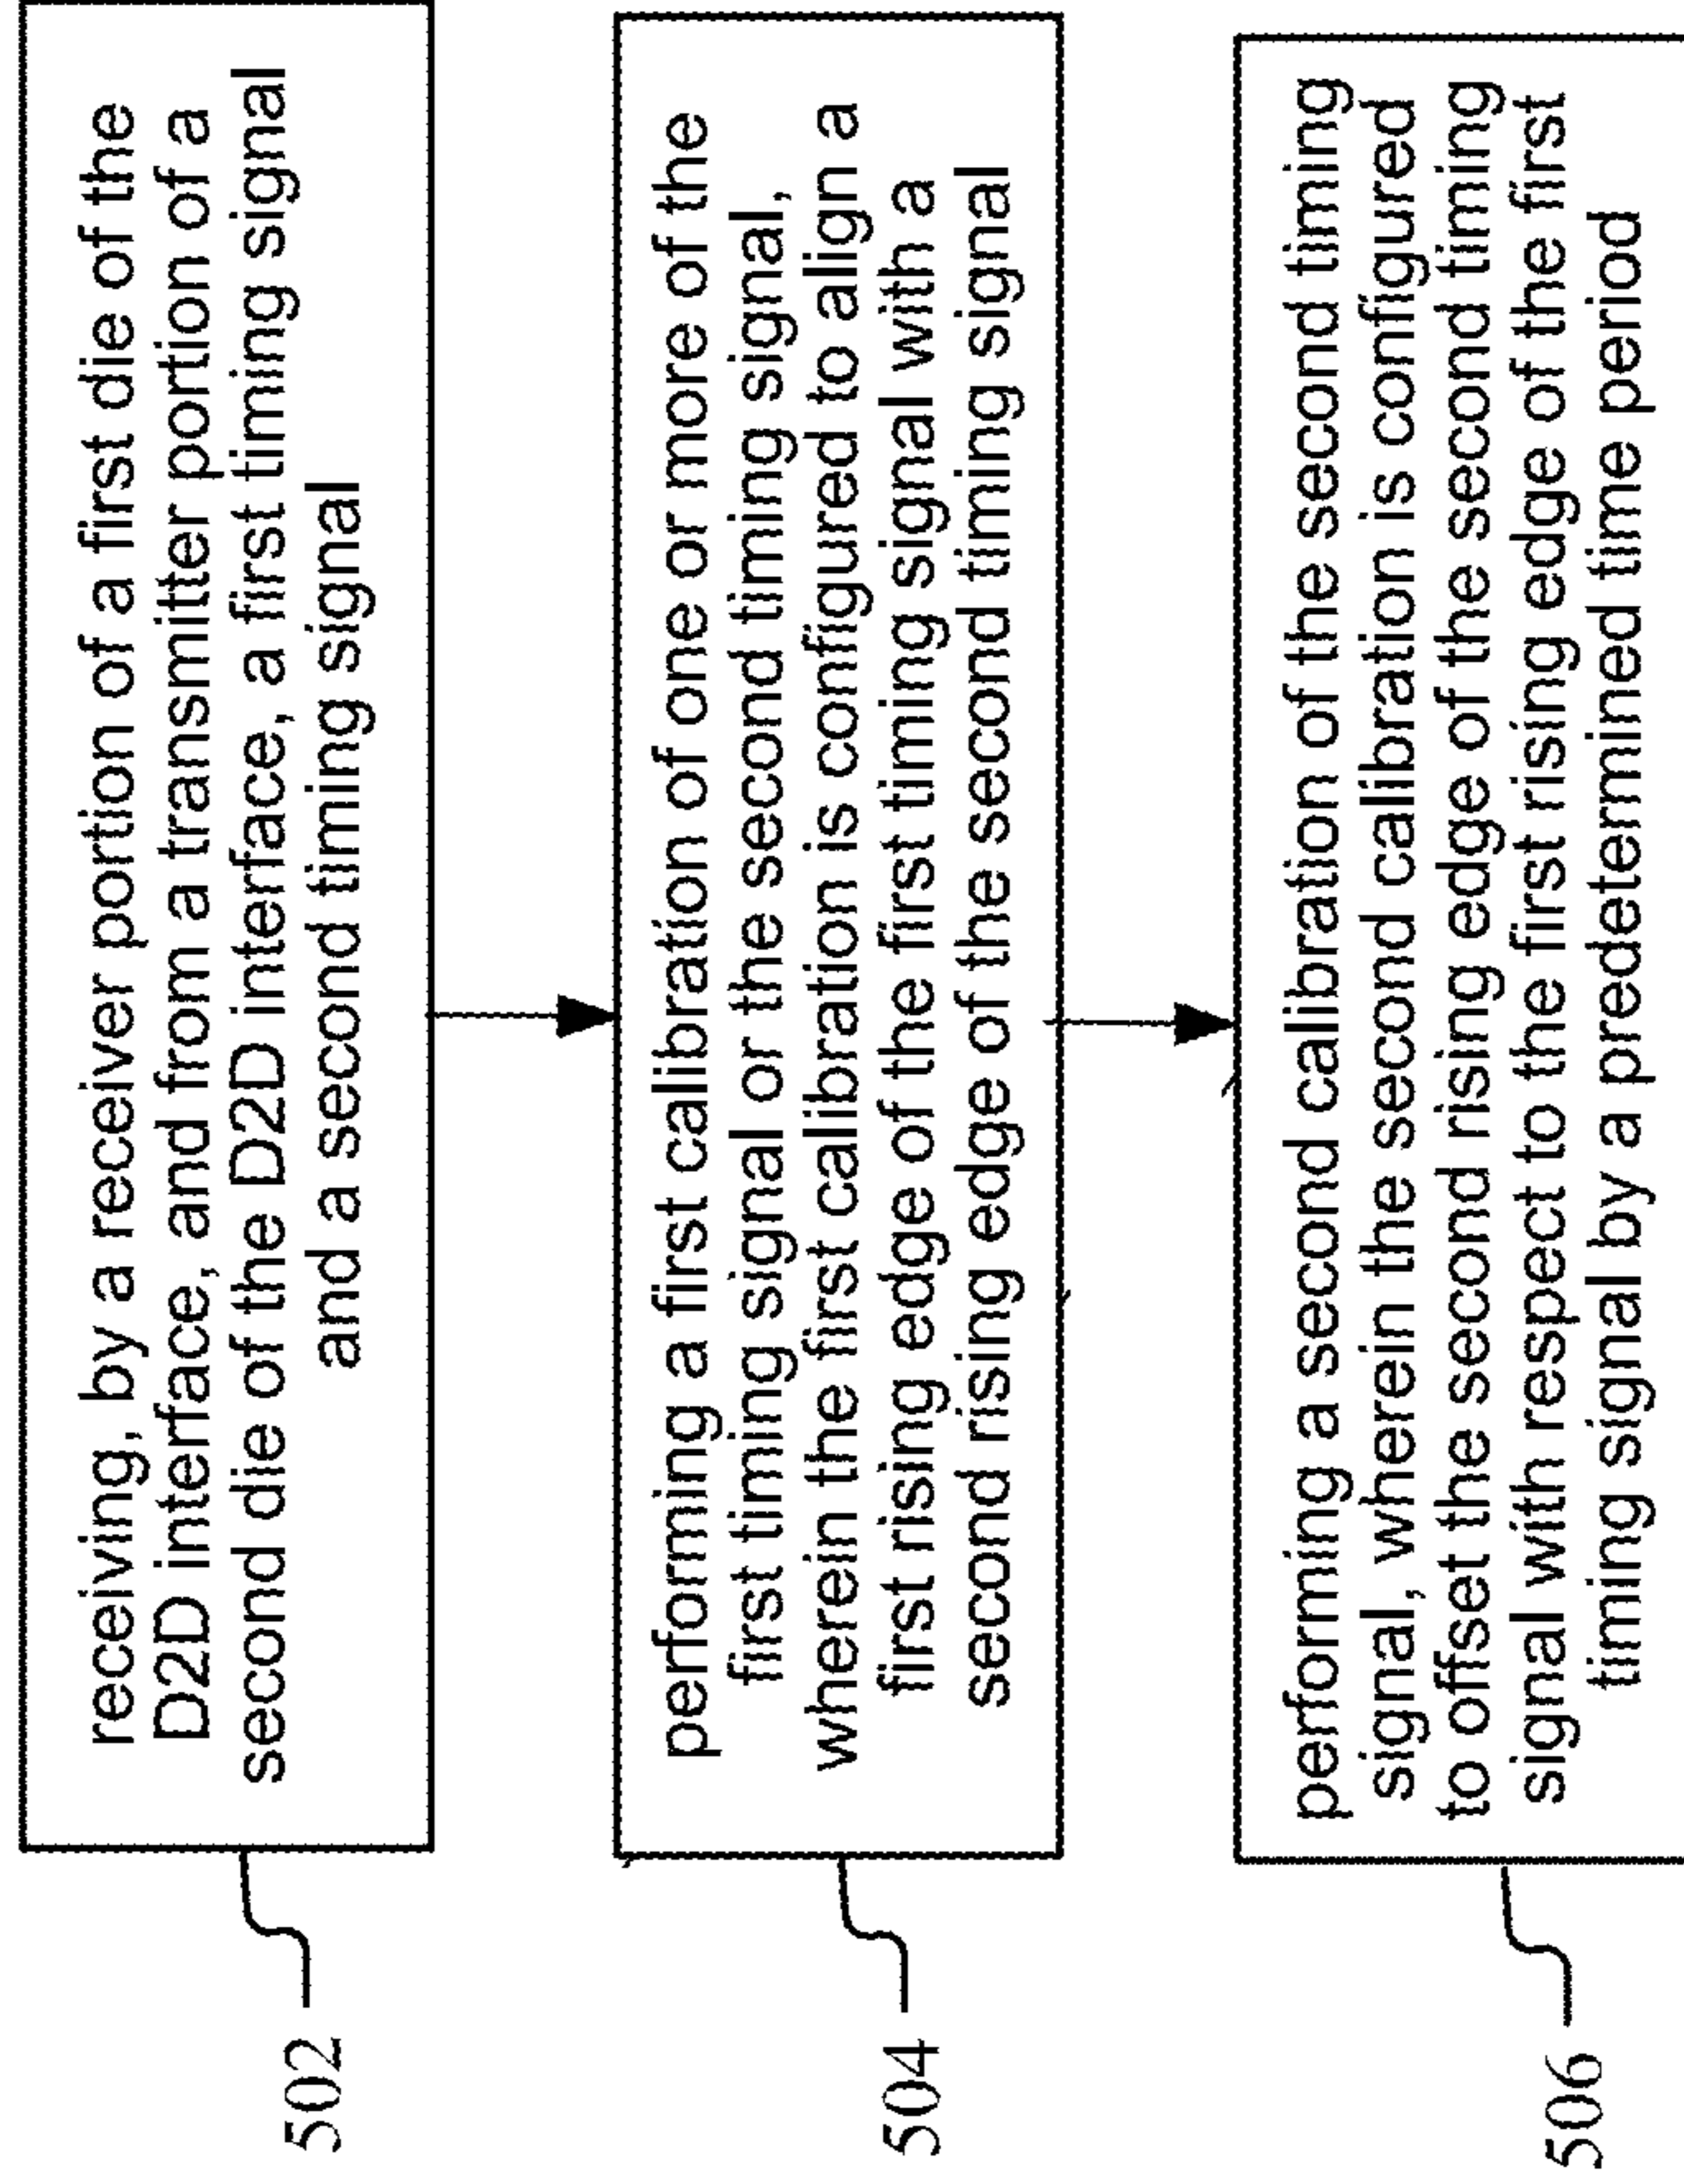 receiving, by a receiver portion of a first die of the
D2D interface, and from a transmitter portion of a
second die of the D2D interface, a first timing signal
and a second timing signal
502
performing a first calibration of one or more of the
first timing signal or the second timing signal,
wherein the first calibration is configured to align a
first rising edge of the first timing signal with a
second rising edge of the second timing signal
504
performing a second calibration of the second timing
signal, wherein the second calibration is configured
to offset the second rising edge of the second timing
signal with respect to the first rising edge of the first
timing signal by a predetermined time period
506